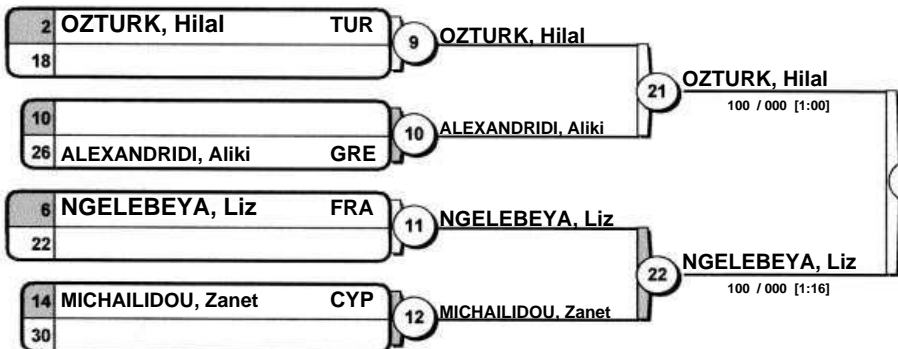 2 OZTURK, Hilal TUR
18
9 OZTURK, Hilal
10
26 ALEXANDRIDI, Aliki GRE
10 ALEXANDRIDI, Aliki
21 OZTURK, Hilal
100 / 000 [1:00]
6 NGELEBEYA, Liz FRA
22
11 NGELEBEYA, Liz
14 MICHAILIDOU, Zanet CYP
30
12 MICHAILIDOU, Zanet
22 NGELEBEYA, Liz
100 / 000 [1:16]